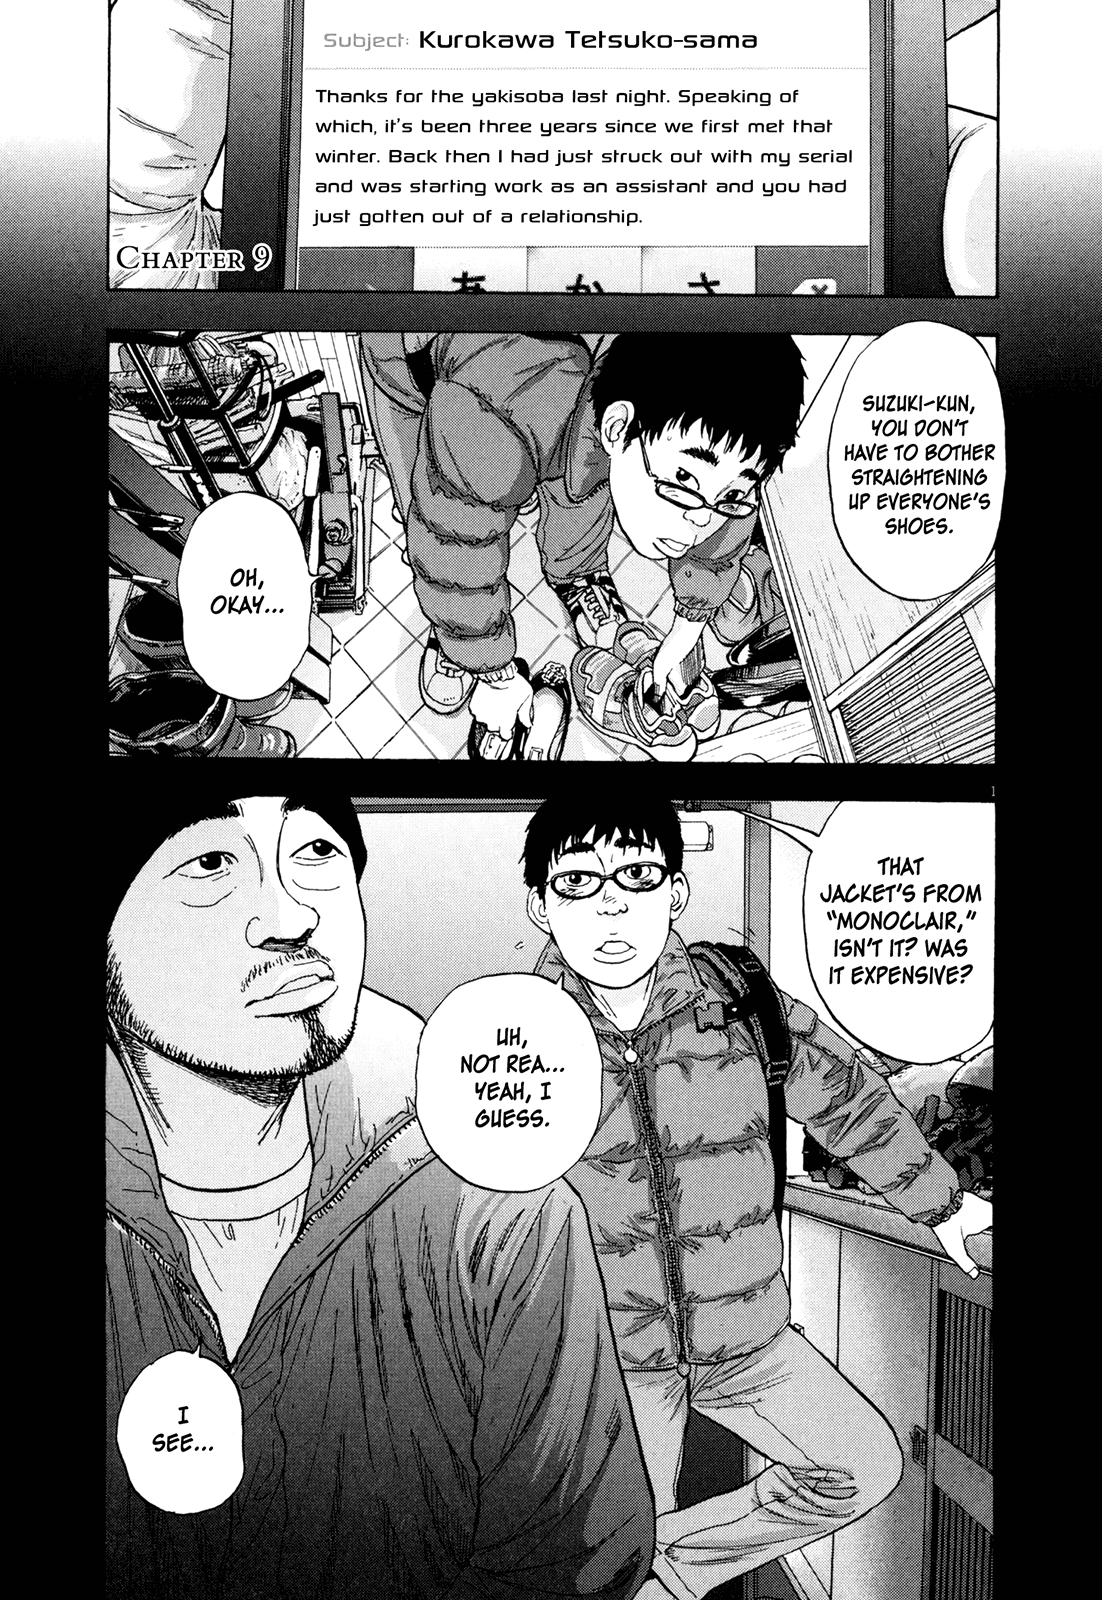 Subject: Kurokawa Tetsuko-sama
Thanks for the yakisoba last night. Speaking of
which, it's been three years since we first met that
winter. Back then I had just struck out with my serial
and was starting work as an assistant and you had
just gotten out of a relationship.
CHAPTER 9
あ か さ
SUZUKI-KUN,
YOU DON'T
HAVE TO BOTHER
STRAIGHTENING
UP EVERYONE'S
SHOES.
OH,
OKAY...
1
THAT
JACKET'S FROM
"MONOCLAIR,"
ISN'T IT? WAS
IT EXPENSIVE?
UH,
NOT REA...
YEAH, I
GUESS.
I
SEE...